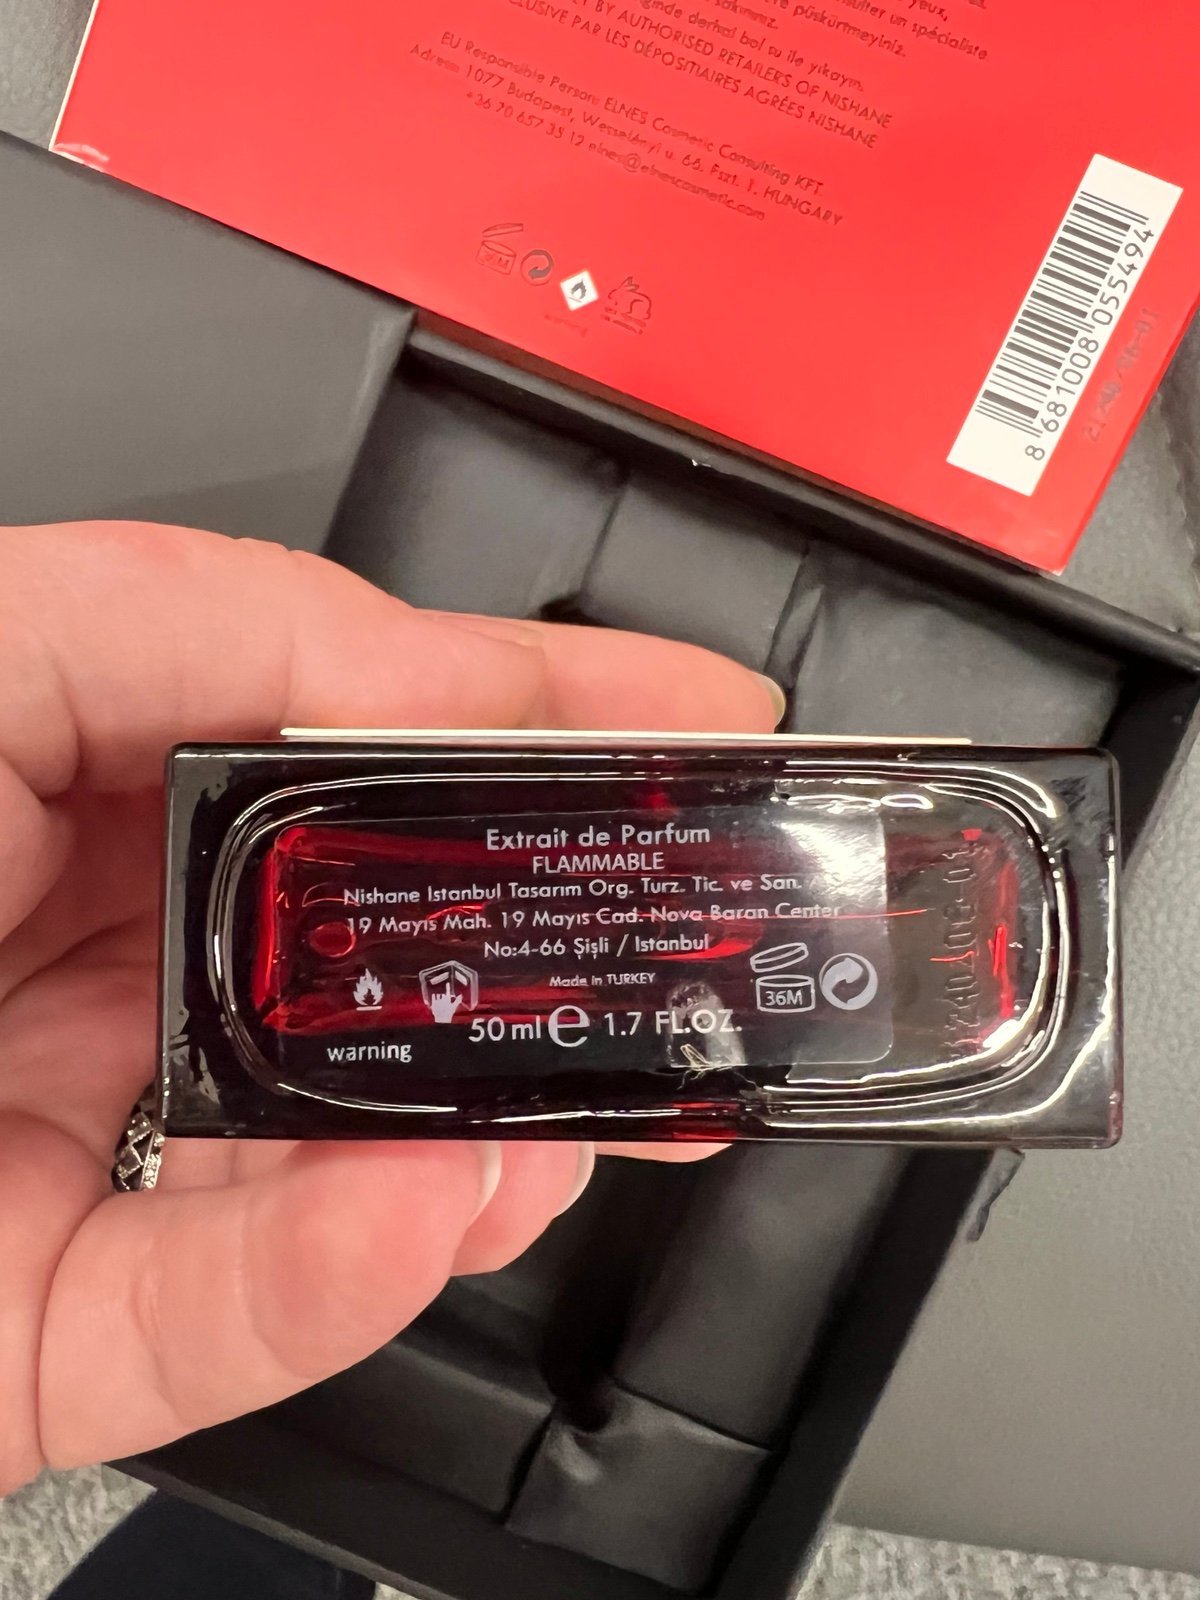 yeux,
consulter un spécialiste
püskürtmeyiniz.
derhal bol su ile yıkayın.
BY AUTHORISED RETAILERS OF NISHANE
EXCLUSIVE PAR LES DÉPOSITAIRES AGRÉÉS NISHANE
EU Responsible Person: ELNES Cosmetic Consulting KFT.
Adress: 1077 Budapest, Wesselényi u. 66. Fszt. 1. HUNGARY
+36 70 657 35 12 elnes@elnescosmetic.com
8 681008 055494
Extrait de Parfum
FLAMMABLE
Nishane Istanbul Tasarım Org. Turz. Tic. ve San.
19 Mayıs Mah. 19 Mayıs Cad. Nova Baran Center
No:4-66 Şişli / Istanbul
Made in TURKEY
36M
50 ml e 1.7 FL.OZ.
warning